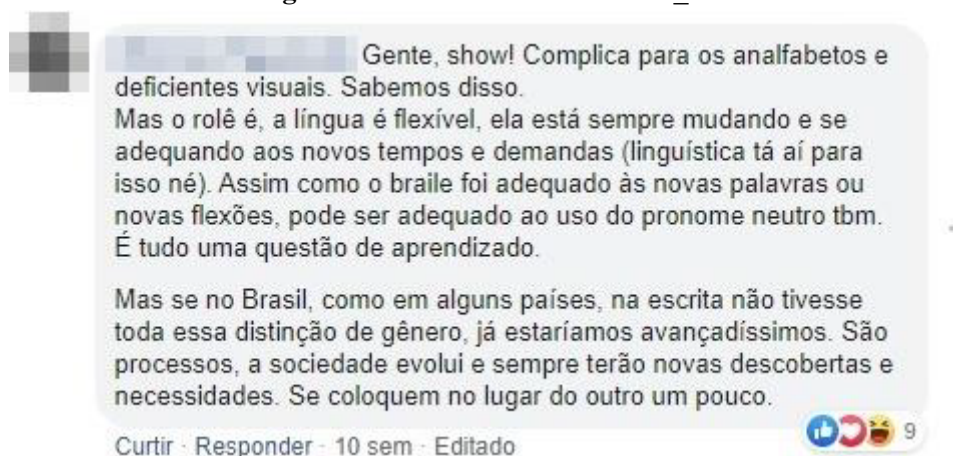 Gente, show! Complica para os analfabetos e
deficientes visuais. Sabemos disso.
Mas o rolê é, a língua é flexível, ela está sempre mudando e se
adequando aos novos tempos e demandas (linguística tá aí para
isso né). Assim como o braile foi adequado às novas palavras ou
novas flexões, pode ser adequado ao uso do pronome neutro tbm.
É tudo uma questão de aprendizado.
Mas se no Brasil, como em alguns países, na escrita não tivesse
toda essa distinção de gênero, já estaríamos avançadíssimos. São
processos, a sociedade evolui e sempre terão novas descobertas e
necessidades. Se coloquem no lugar do outro um pouco.
9
Curtir · Responder · 10 sem · Editado